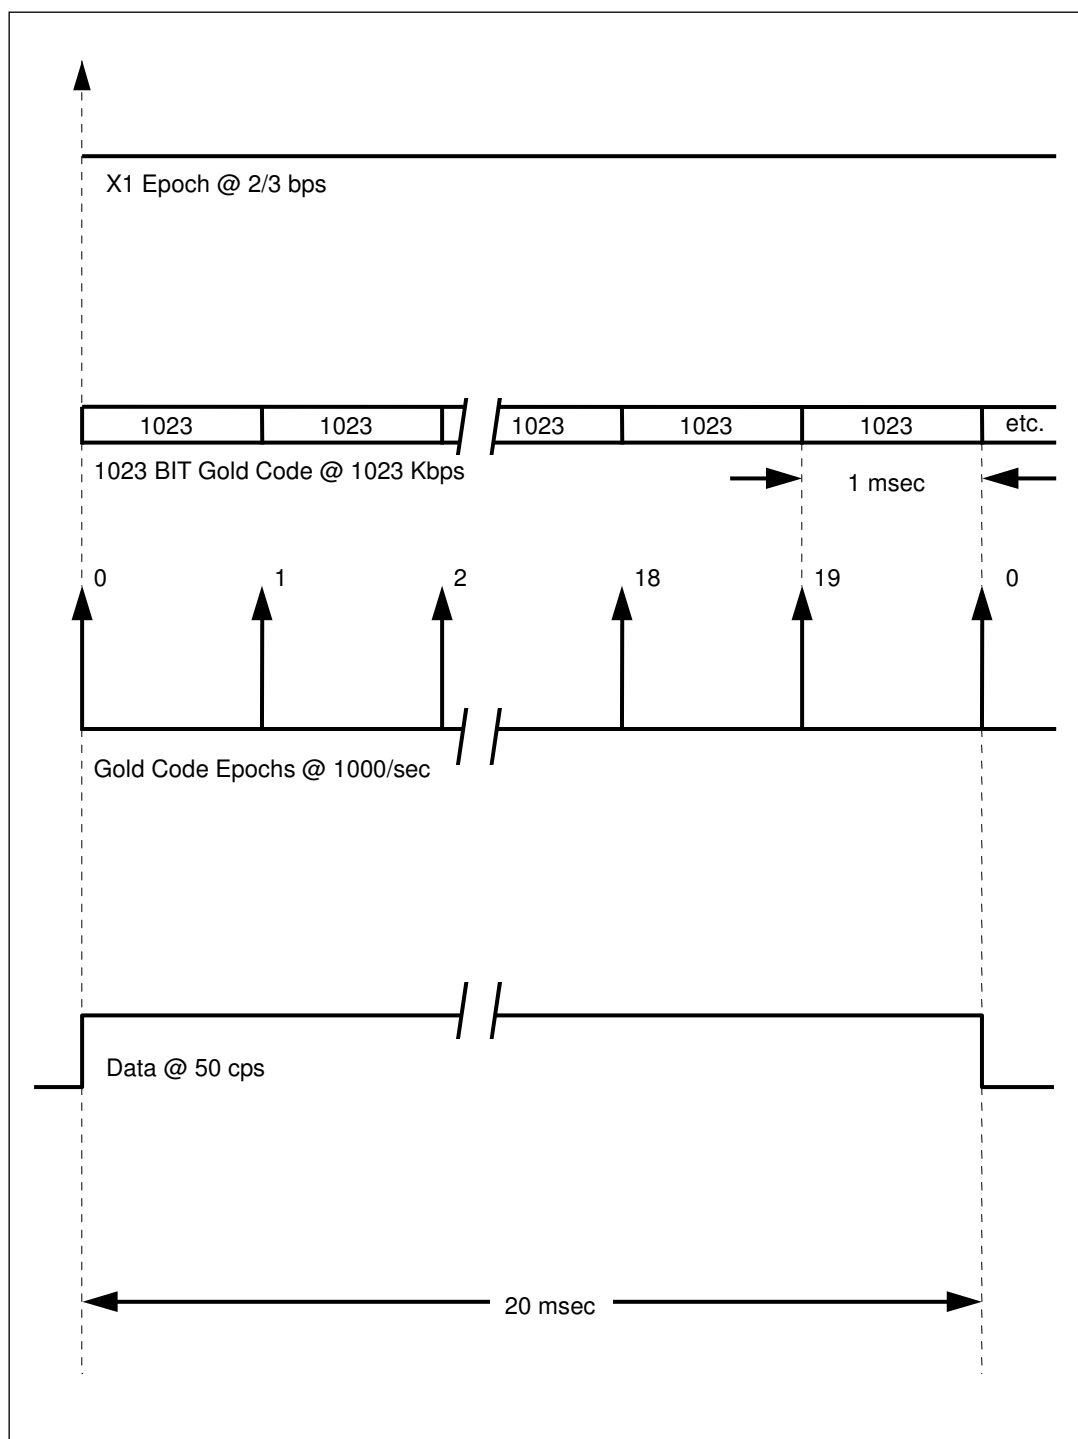 X1 Epoch @ 2/3 bps
1023 1023 1023 1023 1023 etc.
1023 BIT Gold Code @ 1023 Kbps
1 msec
0 1 2 18 19 0
Gold Code Epochs @ 1000/sec
Data @ 50 cps
20 msec